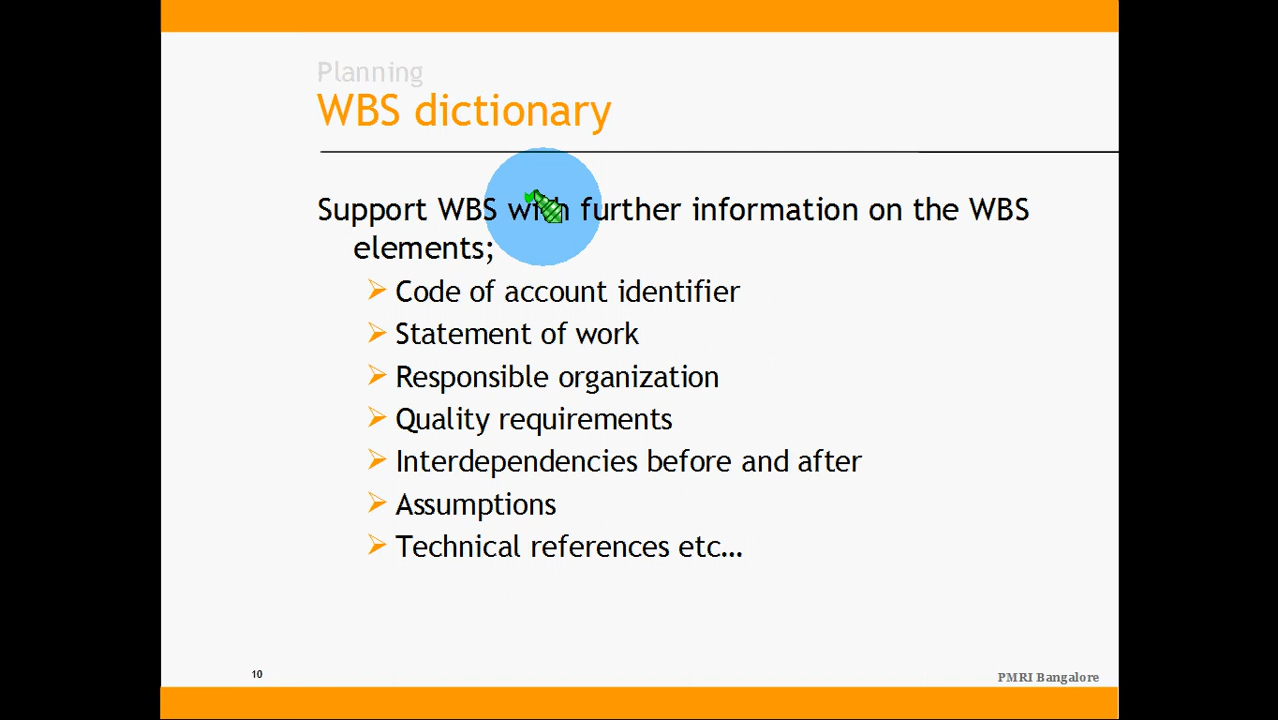 Planning
WBS dictionary
Support WBS with further information on the WBS
elements;
Code of account identifier
Statement of work
Responsible organization
Quality requirements
Interdependencies before and after
Assumptions
Technical references etc…
10
PMRI Bangalore